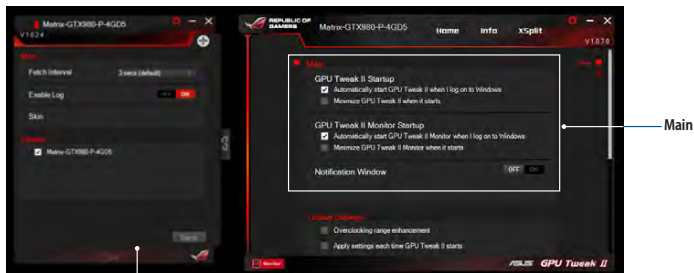 Matrix-GTX980-P-4GD5
V1.0.2.4
Main
Fetch Interval
3 secs (default)
Enable Log
OFF ON
Skin
Matrix-GTX980-P-4GD5
REPUBLIC OF GAMERS
Matrix-GTX980-P-4GD5
Home Info XSplit
V1.0.7.0
Main
GPU Tweak II Startup
Automatically start GPU Tweak II when I log on to Windows
Minimize GPU Tweak II when it starts
GPU Tweak II Monitor Startup
Automatically start GPU Tweak II Monitor when I log on to Windows
Minimize GPU Tweak II Monitor when it starts
Notification Window
OFF ON
Overclocking range enhancement
Apply settings each time GPU Tweak II starts
Monitor
ASUS GPU Tweak II
Main